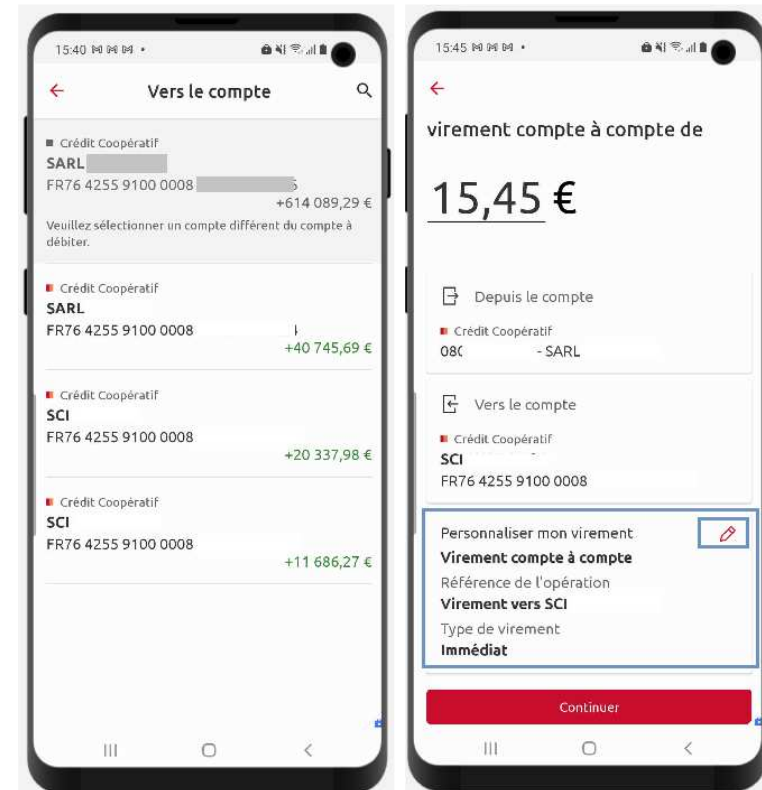 15:40
Vers le compte
Crédit Coopératif
SARL
FR76 4255 9100 0008
+614 089,29 €
Veuillez sélectionner un compte différent du compte à
débiter.
Crédit Coopératif
SARL
FR76 4255 9100 0008
+40 745,69 €
Crédit Coopératif
SCI
FR76 4255 9100 0008
+20 337,98 €
Crédit Coopératif
SCI
FR76 4255 9100 0008
+11 686,27 €
15:45
virement compte à compte de
15,45 €
Depuis le compte
Crédit Coopératif
- SARL
Vers le compte
Crédit Coopératif
SCI
FR76 4255 9100 0008
Personnaliser mon virement
Virement compte à compte
Référence de l'opération
Virement vers SCI
Type de virement
Immédiat
Continuer